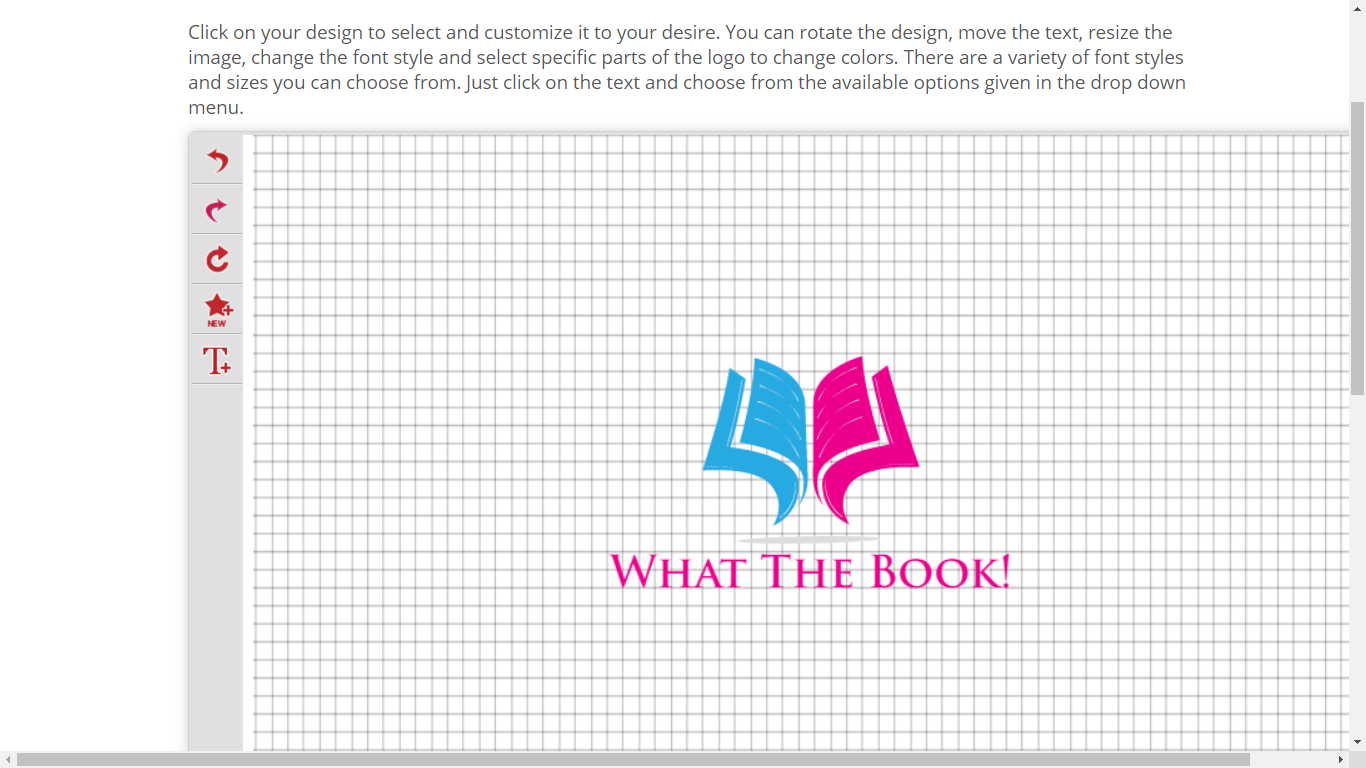 Click on your design to select and customize it to your desire. You can rotate the design, move the text, resize the
image, change the font style and select specific parts of the logo to change colors. There are a variety of font styles
and sizes you can choose from. Just click on the text and choose from the available options given in the drop down
menu.
NEW
T+
WHAT THE BOOK!